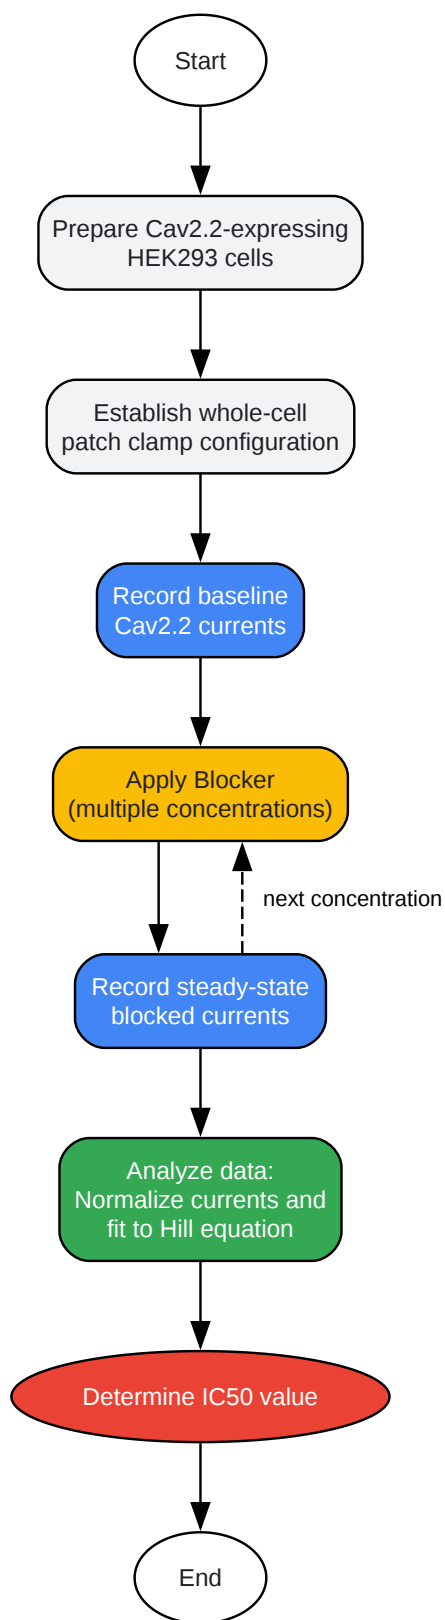 Start
Prepare Cav2.2-expressing
HEK293 cells
Establish whole-cell
patch clamp configuration
Record baseline
Cav2.2 currents
Apply Blocker
(multiple concentrations)
next concentration
Record steady-state
blocked currents
Analyze data:
Normalize currents and
fit to Hill equation
Determine IC50 value
End